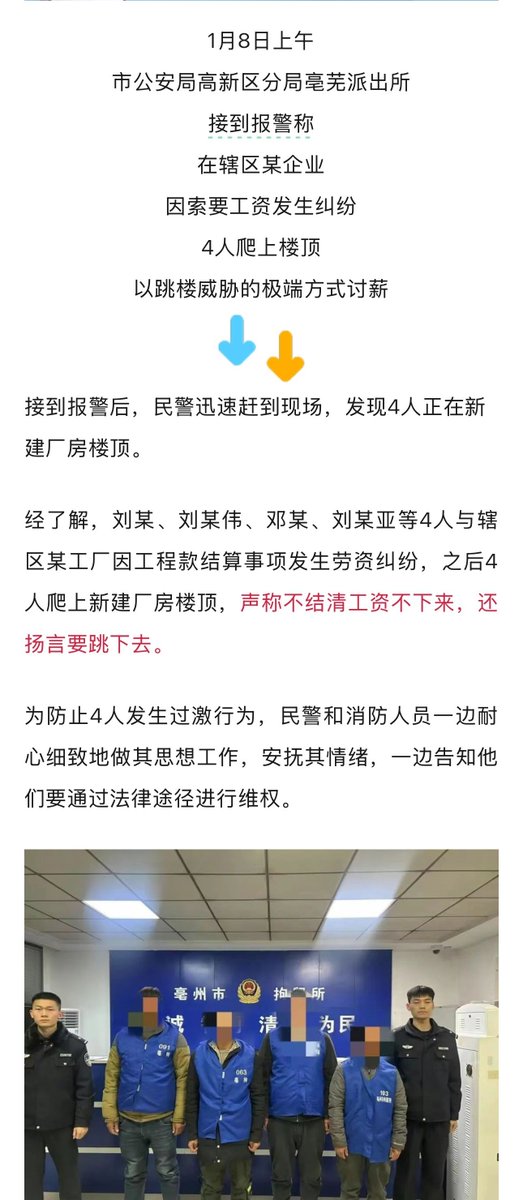 1月8日上午
市公安局高新区分局亳芜派出所
接到报警称
在辖区某企业
因索要工资发生纠纷
4人爬上楼顶
以跳楼威胁的极端方式讨薪
接到报警后，民警迅速赶到现场，发现4人正在新
建厂房楼顶。
经了解，刘某、刘某伟、邓某、刘某亚等4人与辖
区某工厂因工程款结算事项发生劳资纠纷，之后4
人爬上新建厂房楼顶，声称不结清工资不下来，还
扬言要跳下去。
为防止4人发生过激行为，民警和消防人员一边耐
心细致地做其思想工作，安抚其情绪，一边告知他
们要通过法律途径进行维权。
亳州市 拘留所
诚 清 为民
091
063
163